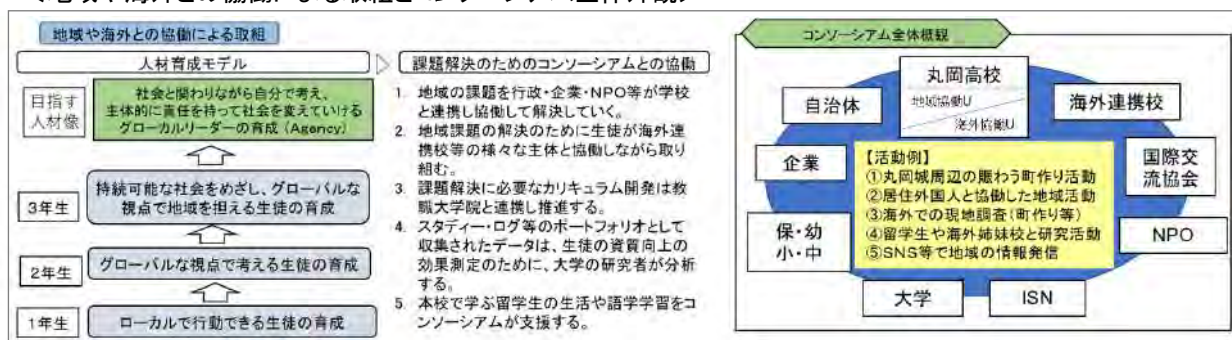 地域や海外との協働による取組
人材育成モデル
目指す
人材像
社会と関わりながら自分で考え、
主体的に責任を持って社会を変えていける
グローカルリーダーの育成(Agency)
3年生
持続可能な社会をめざし、グローバルな
視点で地域を担える生徒の育成
2年生
グローバルな視点で考える生徒の育成
1年生
ローカルで行動できる生徒の育成
課題解決のためのコンソーシアムとの協働
1. 地域の課題を行政・企業・NPO等が学校
と連携し協働して解決していく。
2. 地域課題の解決のために生徒が海外連
携校等の様々な主体と協働しながら取り
組む。
3. 課題解決に必要なカリキュラム開発は教
職大学院と連携し推進する。
4. スタディー・ログ等のポートフォリオとして
収集されたデータは、生徒の資質向上の
効果測定のために、大学の研究者が分析
する。
5. 本校で学ぶ留学生の生活や語学学習をコ
ンソーシアムが支援する。
コンソーシアム全体概観
丸岡高校
地域協働U
海外協働U
自治体
海外連携校
企業
国際交
流協会
保・幼
小・中
NPO
大学
ISN
【活動例】
①丸岡城周辺の賑わう町作り活動
②居住外国人と協働した地域活動
③海外での現地調査(町作り等)
④留学生や海外姉妹校と研究活動
⑤SNS等で地域の情報発信